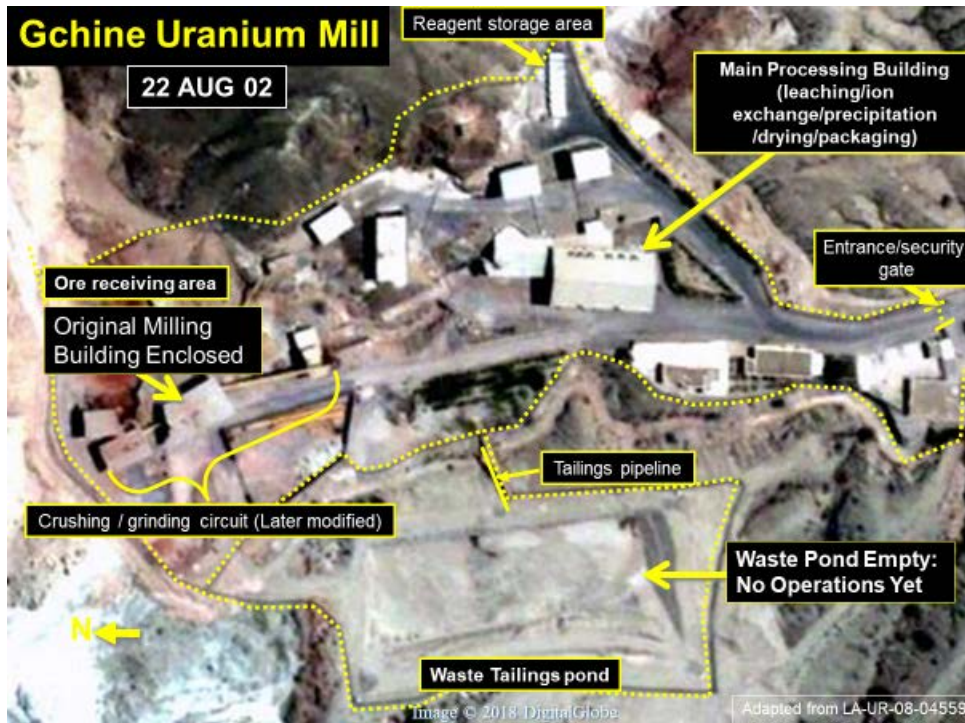 Gchine Uranium Mill
22 AUG 02
Reagent storage area
Main Processing Building
(leaching/ion
exchange/precipitation
/drying/packaging)
Entrance/security
gate
Ore receiving area
Original Milling
Building Enclosed
Tailings pipeline
Crushing / grinding circuit (Later modified)
Waste Pond Empty:
No Operations Yet
N
Waste Tailings pond
Image © 2018 DigitalGlobe
Adapted from LA-UR-08-04559